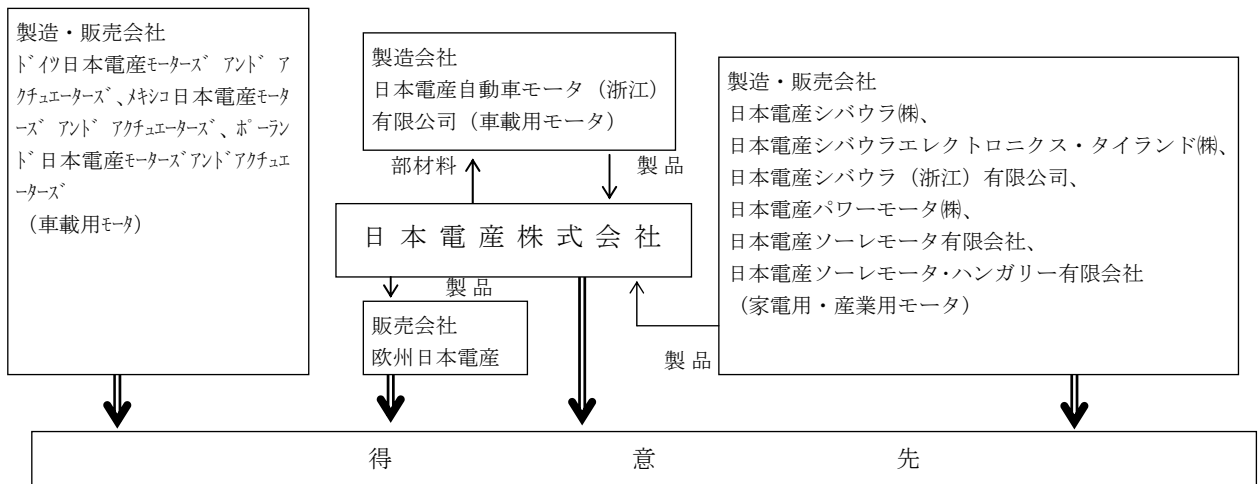 製造・販売会社
ﾄﾞｲﾂ日本電産ﾓｰﾀｰｽﾞ ｱﾝﾄﾞ ｱ
ｸﾁｭｴｰﾀｰｽﾞ、ﾒｷｼｺ日本電産ﾓｰﾀ
ｰｽﾞ ｱﾝﾄﾞ ｱｸﾁｭｴｰﾀｰｽﾞ、ﾎﾟｰﾗﾝ
ﾄﾞ日本電産ﾓｰﾀｰｽﾞｱﾝﾄﾞｱｸﾁｭｴ
ｰﾀｰｽﾞ
（車載用ﾓｰﾀ）
製造会社
日本電産自動車モータ（浙江）
有限公司（車載用モータ）
部材料
製 品
日 本 電 産 株 式 会 社
製 品
販売会社
欧州日本電産
製造・販売会社
日本電産シバウラ㈱、
日本電産シバウラエレクトロニクス・タイランド㈱、
日本電産シバウラ（浙江）有限公司、
日本電産パワーモータ㈱、
日本電産ソーレモータ有限会社、
日本電産ソーレモータ・ハンガリー有限会社
（家電用・産業用モータ）
製 品
得 意 先